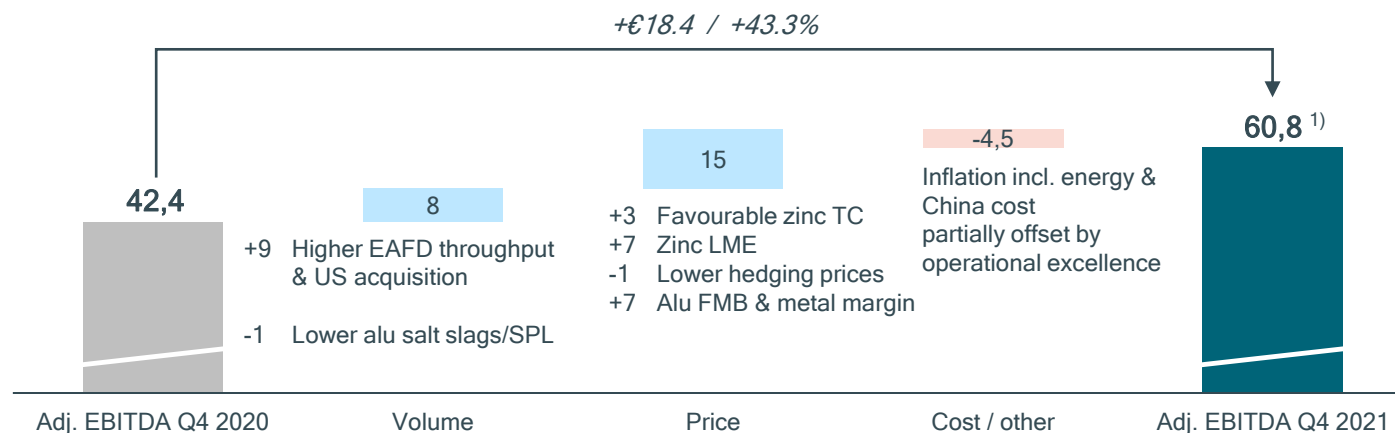 +€18.4 / +43.3%
42,4
8
+9 Higher EAFD throughput
& US acquisition
-1 Lower alu salt slags/SPL
15
+3 Favourable zinc TC
+7 Zinc LME
-1 Lower hedging prices
+7 Alu FMB & metal margin
-4,5
Inflation incl. energy &
China cost
partially offset by
operational excellence
60,8 1)
Adj. EBITDA Q4 2020
Volume
Price
Cost / other
Adj. EBITDA Q4 2021